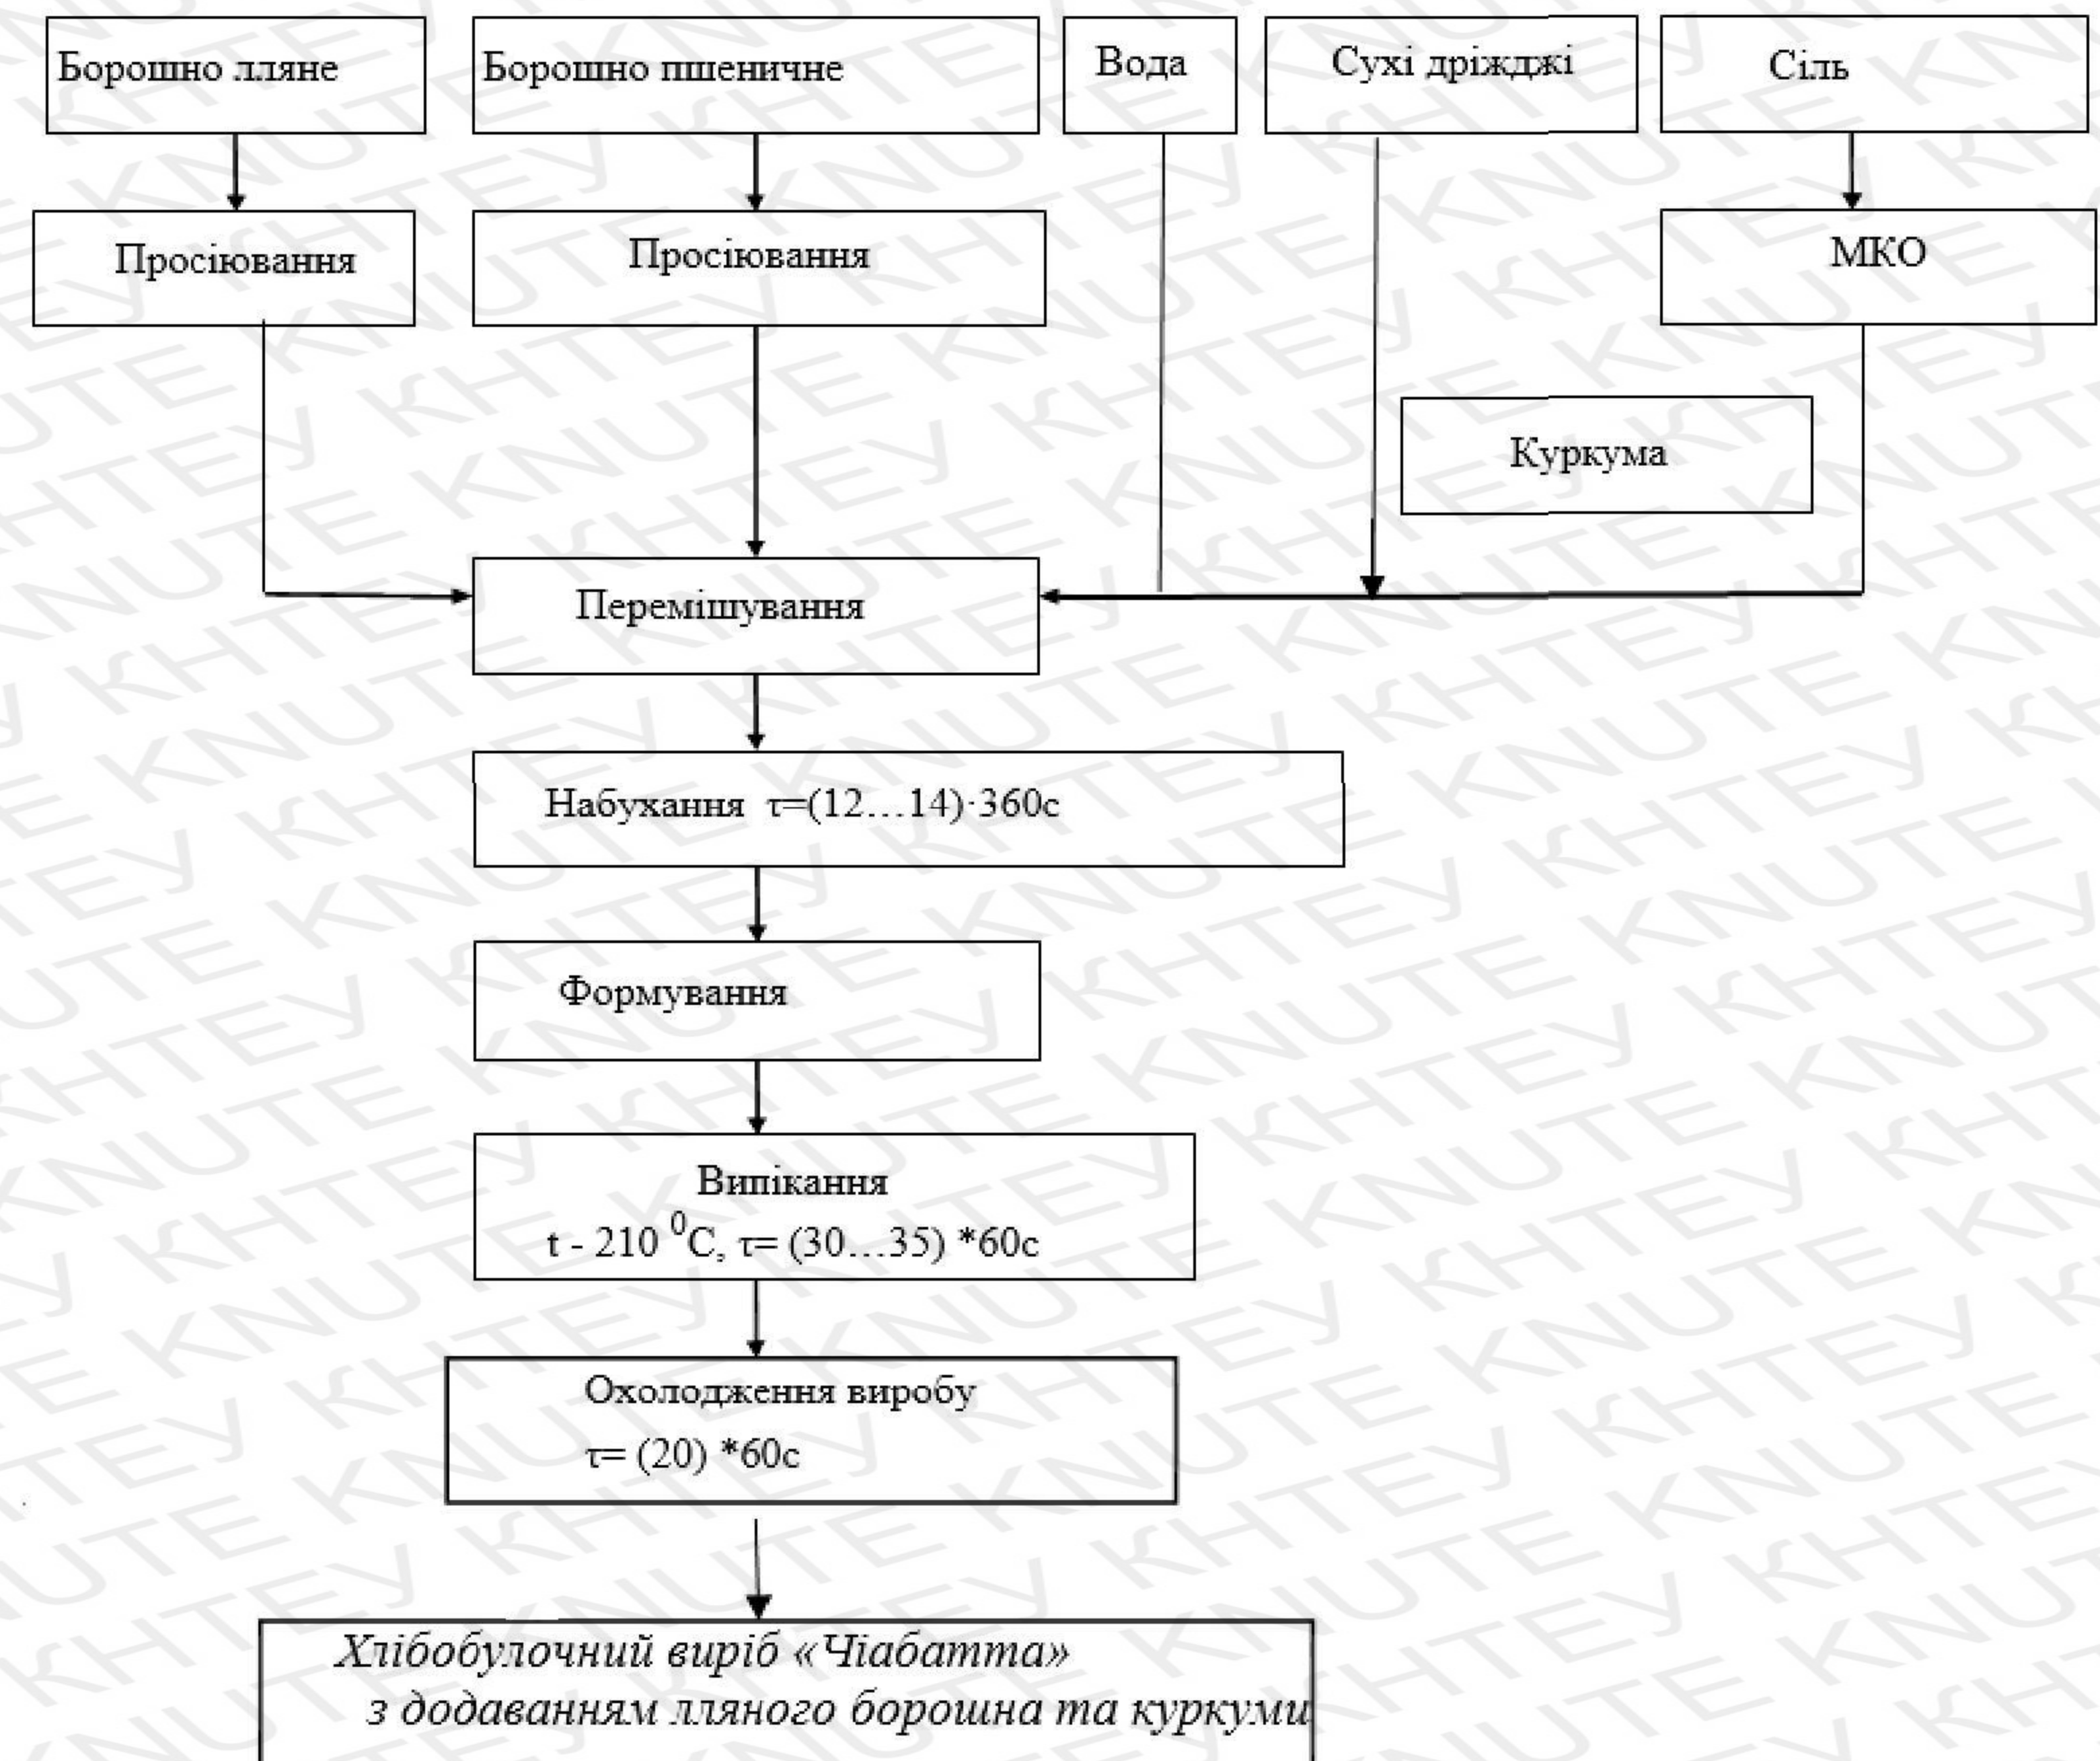 Борошно лляне
Борошно пшеничне
Вода
Сухі дріжджі
Сіль
Просіювання
Просіювання
МКО
Куркума
Перемішування
Набухання τ=(12…14)·360с
Формування
Випікання
t - 210 ⁰С, τ= (30…35) *60с
Охолодження виробу
τ= (20) *60с
Хлібобулочний виріб «Чіабатта»
з додаванням лляного борошна та куркуми